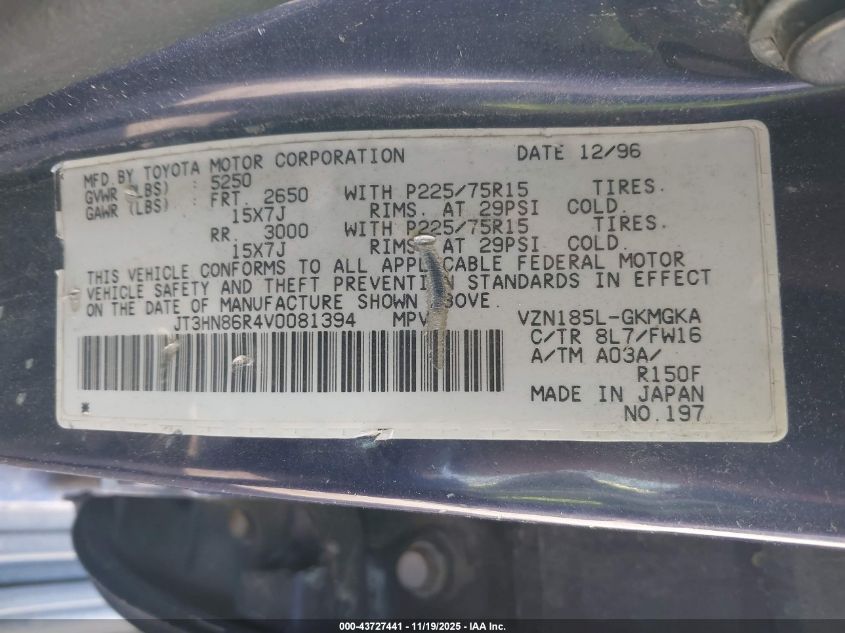 MFD BY TOYOTA MOTOR CORPORATION DATE 12/96
GVWR (LBS) : 5250
GAWR (LBS) : FRT. 2650 WITH P225/75R15 TIRES.
15X7J RIMS. AT 29PSI COLD.
RR. 3000 WITH P225/75R15 TIRES.
15X7J RIMS. AT 29PSI COLD.
THIS VEHICLE CONFORMS TO ALL APPLICABLE FEDERAL MOTOR
VEHICLE SAFETY AND THEFT PREVENTION STANDARDS IN EFFECT
ON THE DATE OF MANUFACTURE SHOWN ABOVE.
JT3HN86R4V0081394 MPV VZN185L-GKMGKA
C/TR 8L7/FW16
A/TM A03A/
R150F
MADE IN JAPAN
NO.197
000-43727441 - 11/19/2025 - IAA Inc.